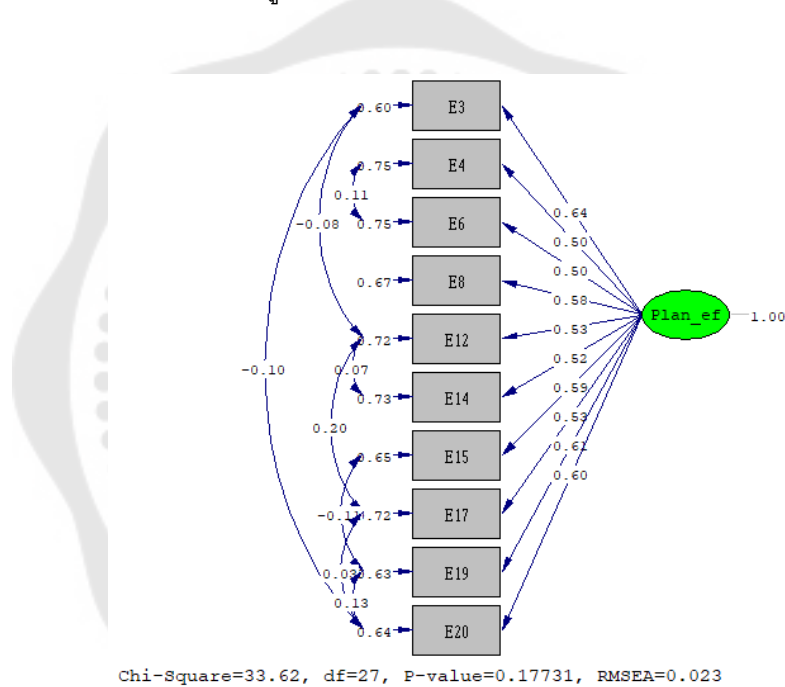 0.60 E3
0.75 E4
0.11
-0.08 0.75 E6
0.64
0.50
0.50
0.67 E8
0.58
Plan_ef 1.00
0.72 E12
0.53
-0.10 0.07
0.52
0.73 E14
0.59
0.20
0.53
0.65 E15
0.61
0.60
-0.11 0.72 E17
0.03 0.63 E19
0.13
0.64 E20
Chi-Square=33.62, df=27, P-value=0.17731, RMSEA=0.023